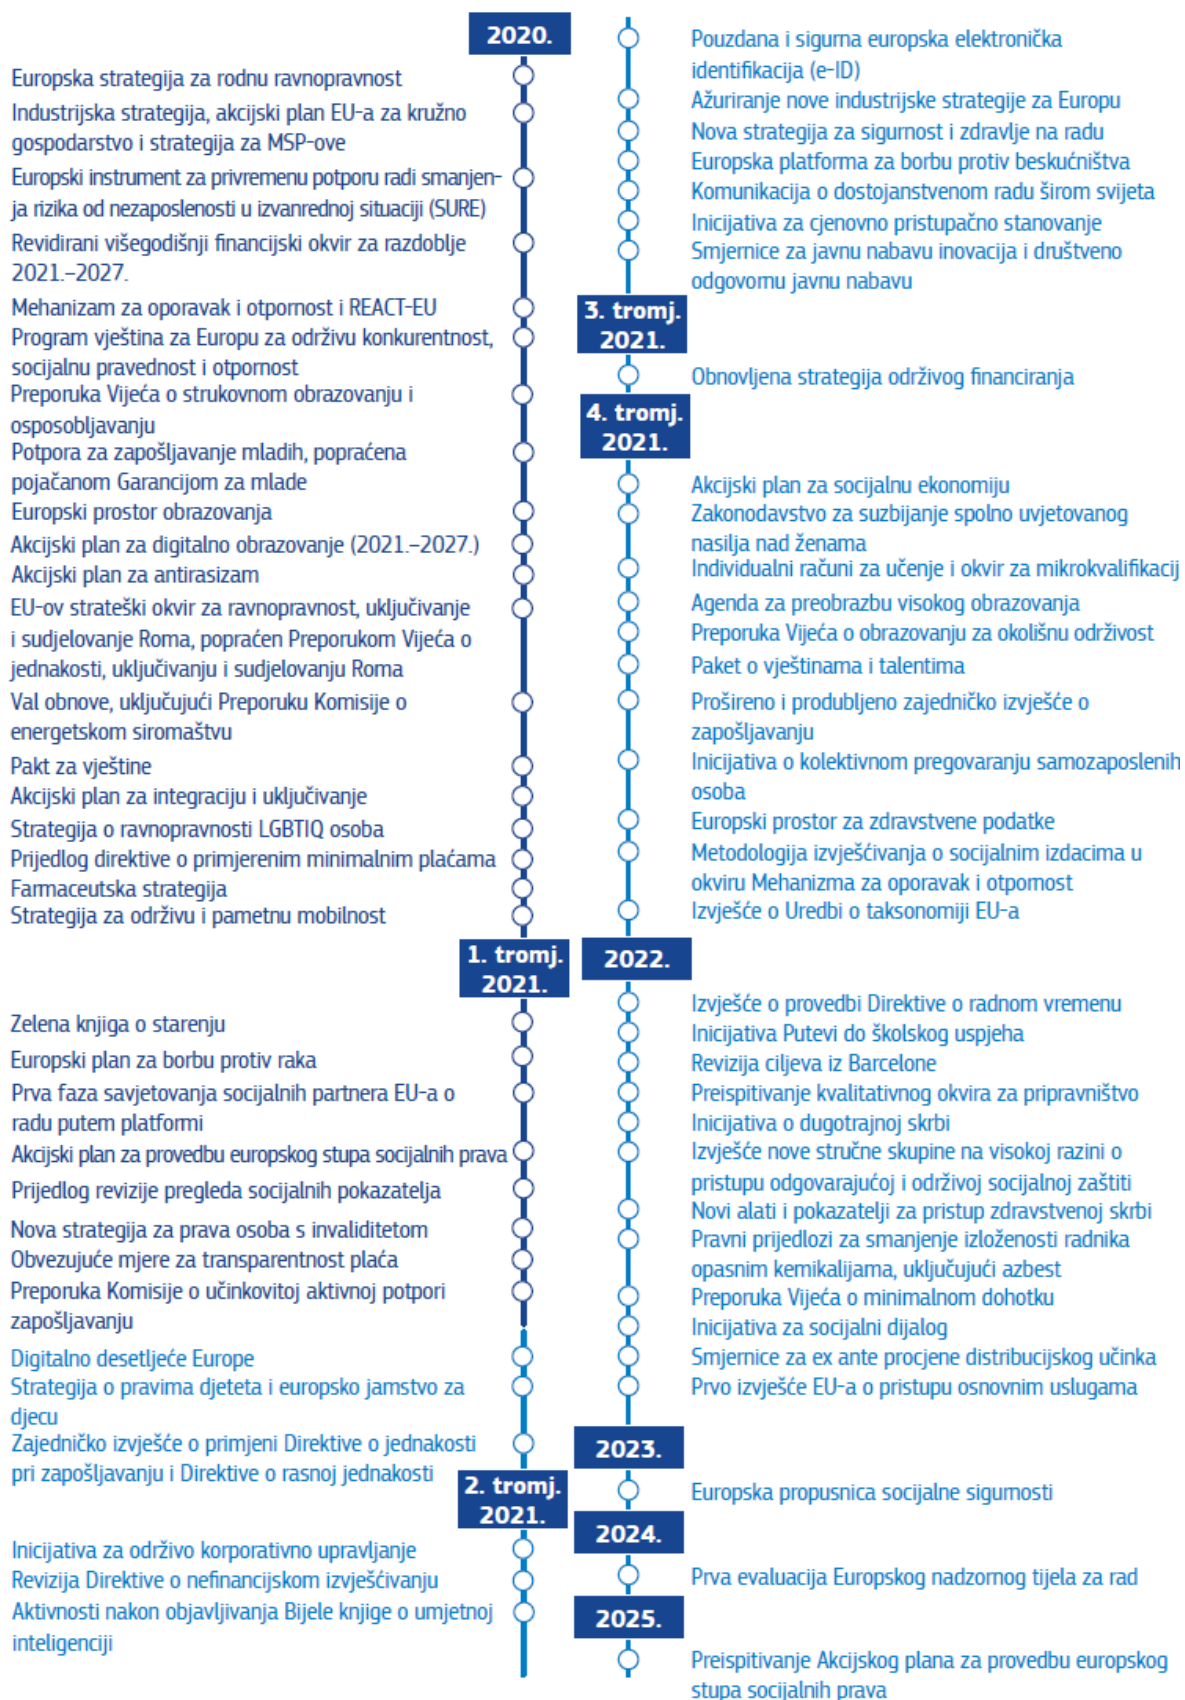 2020.
Europska strategija za rodnu ravnopravnost
Industrijska strategija, akcijski plan EU-a za kružno
gospodarstvo i strategija za MSP-ove
Europski instrument za privremenu potporu radi smanjen-
ja rizika od nezaposlenosti u izvanrednoj situaciji (SURE)
Revidirani višegodišnji financijski okvir za razdoblje
2021.–2027.
Mehanizam za oporavak i otpornost i REACT-EU
Program vještina za Europu za održivu konkurentnost,
socijalnu pravednost i otpornost
Preporuka Vijeća o strukovnom obrazovanju i
osposobljavanju
Potpora za zapošljavanje mladih, popraćena
pojačanom Garancijom za mlade
Europski prostor obrazovanja
Akcijski plan za digitalno obrazovanje (2021.–2027.)
Akcijski plan za antirasizam
EU-ov strateški okvir za ravnopravnost, uključivanje
i sudjelovanje Roma, popraćen Preporukom Vijeća o
jednakosti, uključivanju i sudjelovanju Roma
Val obnove, uključujući Preporuku Komisije o
energetskom siromaštvu
Pakt za vještine
Akcijski plan za integraciju i uključivanje
Strategija o ravnopravnosti LGBTIQ osoba
Prijedlog direktive o primjerenim minimalnim plaćama
Farmaceutska strategija
Strategija za održivu i pametnu mobilnost
1. tromj.
2021.
Zelena knjiga o starenju
Europski plan za borbu protiv raka
Prva faza savjetovanja socijalnih partnera EU-a o
radu putem platformi
Akcijski plan za provedbu europskog stupa socijalnih prava
Prijedlog revizije pregleda socijalnih pokazatelja
Nova strategija za prava osoba s invaliditetom
Obvezujuće mjere za transparentnost plaća
Preporuka Komisije o učinkovitoj aktivnoj potpori
zapošljavanju
Digitalno desetljeće Europe
Strategija o pravima djeteta i europsko jamstvo za
djecu
Zajedničko izvješće o primjeni Direktive o jednakosti
pri zapošljavanju i Direktive o rasnoj jednakosti
2. tromj.
2021.
Inicijativa za održivo korporativno upravljanje
Revizija Direktive o nefinancijskom izvješćivanju
Aktivnosti nakon objavljivanja Bijele knjige o umjetnoj
inteligenciji
Pouzdana i sigurna europska elektronička
identifikacija (e-ID)
Ažuriranje nove industrijske strategije za Europu
Nova strategija za sigurnost i zdravlje na radu
Europska platforma za borbu protiv beskućništva
Komunikacija o dostojanstvenom radu širom svijeta
Inicijativa za cjenovno pristupačno stanovanje
Smjernice za javnu nabavu inovacija i društveno
odgovornu javnu nabavu
3. tromj.
2021.
Obnovljena strategija održivog financiranja
4. tromj.
2021.
Akcijski plan za socijalnu ekonomiju
Zakonodavstvo za suzbijanje spolno uvjetovanog
nasilja nad ženama
Individualni računi za učenje i okvir za mikrokvalifikacij
Agenda za preobrazbu visokog obrazovanja
Preporuka Vijeća o obrazovanju za okolišnu održivost
Paket o vještinama i talentima
Prošireno i produbljeno zajedničko izvješće o
zapošljavanju
Inicijativa o kolektivnom pregovaranju samozaposlenih
osoba
Europski prostor za zdravstvene podatke
Metodologija izvješćivanja o socijalnim izdacima u
okviru Mehanizma za oporavak i otpornost
Izvješće o Uredbi o taksonomiji EU-a
2022.
Izvješće o provedbi Direktive o radnom vremenu
Inicijativa Putevi do školskog uspjeha
Revizija ciljeva iz Barcelone
Preispitivanje kvalitativnog okvira za pripravništvo
Inicijativa o dugotrajnoj skrbi
Izvješće nove stručne skupine na visokoj razini o
pristupu odgovarajućoj i održivoj socijalnoj zaštiti
Novi alati i pokazatelji za pristup zdravstvenoj skrbi
Pravni prijedlozi za smanjenje izloženosti radnika
opasnim kemikalijama, uključujući azbest
Preporuka Vijeća o minimalnom dohotku
Inicijativa za socijalni dijalog
Smjernice za ex ante procjene distribucijskog učinka
Prvo izvješće EU-a o pristupu osnovnim uslugama
2023.
Europska propusnica socijalne sigurnosti
2024.
Prva evaluacija Europskog nadzornog tijela za rad
2025.
Preispitivanje Akcijskog plana za provedbu europskog
stupa socijalnih prava